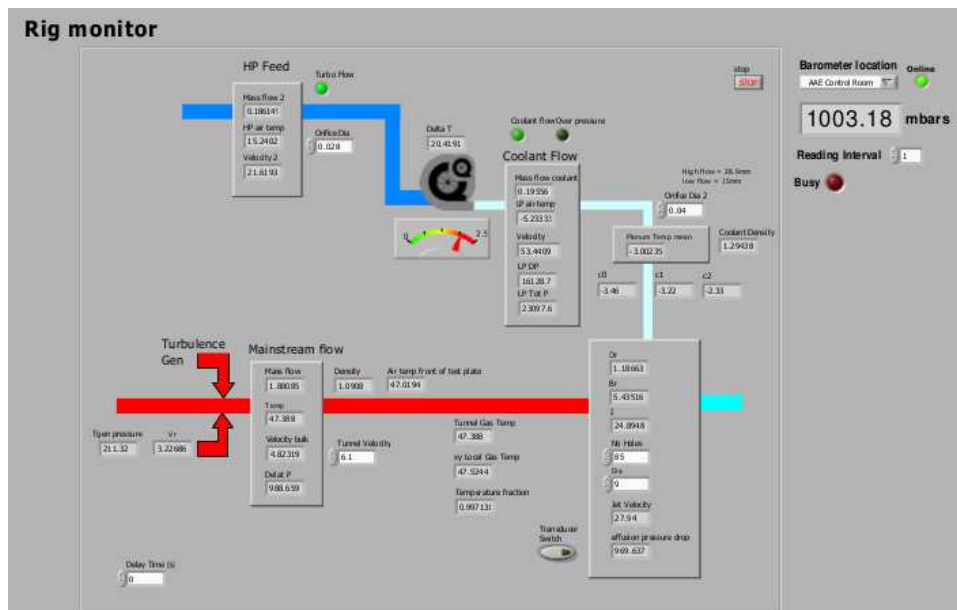 Rig monitor
HP Feed
Turbo Flow
Mass flow 2
0.186149
HP air temp
15.2402
Velocity 2
21.6193
Orifice Dia
0.028
Delta T
20.4191
0
2.5
Coolant flow
Over pressure
Coolant Flow
Mass flow coolant
0.19556
LP air temp
-5.23333
Velocity
53.4409
LP DP
16128.7
LP Tot P
23097.6
stop
STOP
High flow = 28.9mm
low flow = 15mm
Orifice Dia 2
0.04
Plenum Temp mean
-3.00235
Coolant Density
1.29438
c0
-3.46
c1
-3.22
c2
-2.33
Barometer location
Online
AAE Control Room
1003.18 mbars
Reading Interval
1
Busy
Turbulence
Gen
Tgen pressure
211.32
Vr
3.22686
Mainstream flow
Mass flow
1.88085
Temp
47.388
Velocity bulk
4.82319
Delat P
988.659
Density
1.0908
Air temp front of test plate
47.0194
Tunnel Velocity
6.1
Tunnel Gas Temp
47.388
xy Local Gas Temp
47.5244
Temperature fraction
Transducer
Switch
Dr
1.18663
Br
5.43516
24.8948
No Holes
85
Dia
9
Jet Velocity
27.94
effusion pressure drop
969.637
Delay Time (s)
0